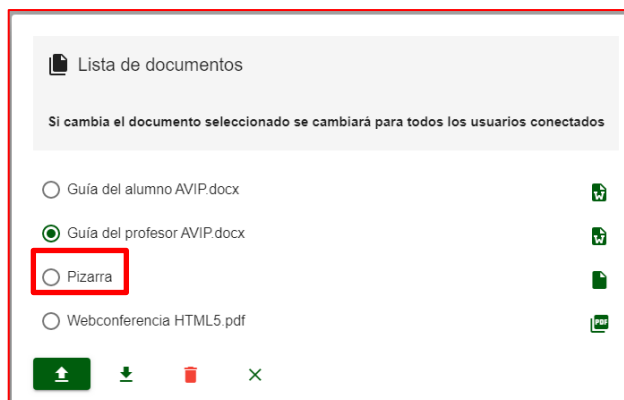 Lista de documentos
Si cambia el documento seleccionado se cambiará para todos los usuarios conectados
Guía del alumno AVIP.docx
Guía del profesor AVIP.docx
Pizarra
Webconferencia HTML5.pdf
PDF